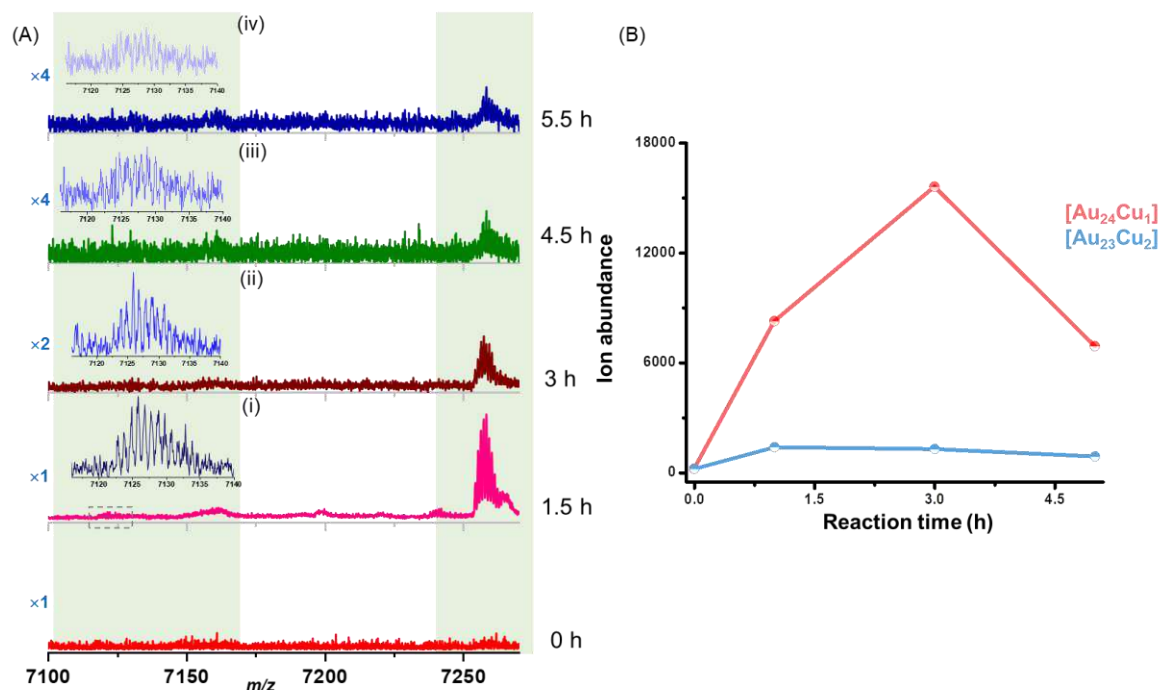 (A)
(iv)
×4
7120 7125 7130 7135 7140
5.5 h
(iii)
×4
7120 7125 7130 7135 7140
4.5 h
(ii)
×2
7120 7125 7130 7135 7140
3 h
(i)
×1
7120 7125 7130 7135 7140
1.5 h
×1
0 h
7100 7150 7200 7250
m/z
(B)
18000
12000
6000
0
Ion abundance
0.0 1.5 3.0 4.5
Reaction time (h)
[Au₂₄Cu₁]
[Au₂₃Cu₂]